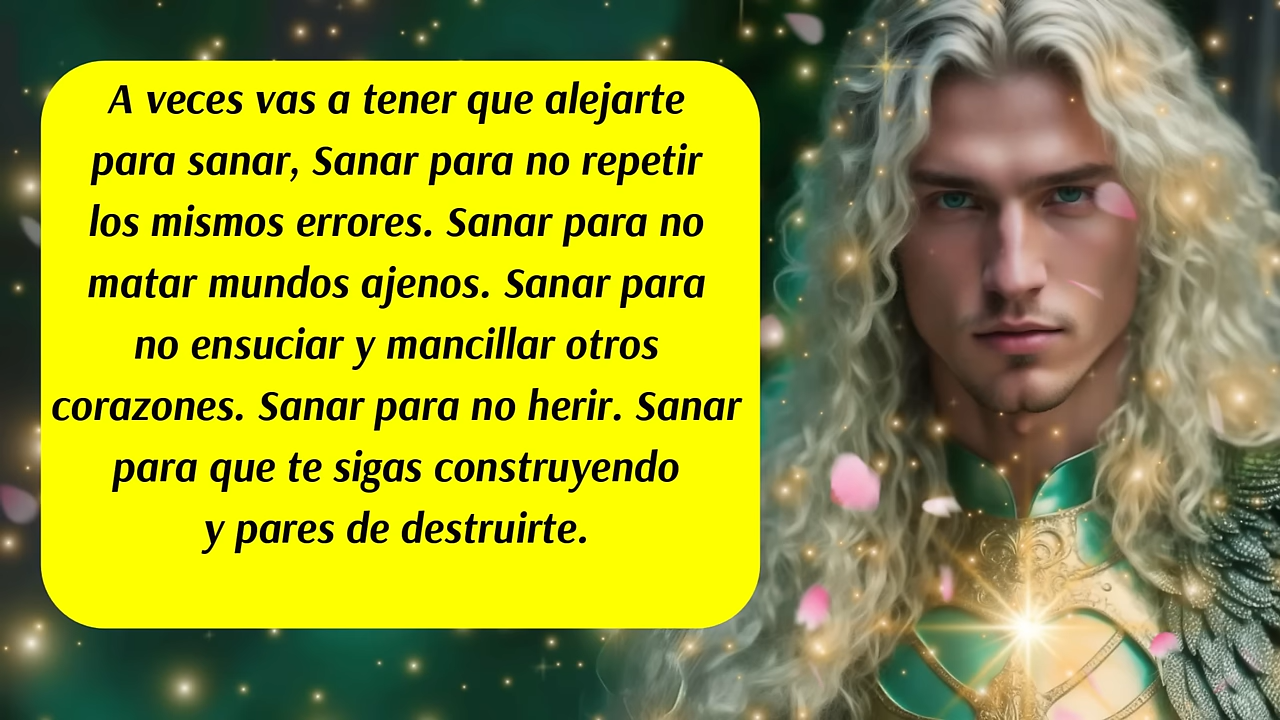 A veces vas a tener que alejarte
para sanar, Sanar para no repetir
los mismos errores. Sanar para no
matar mundos ajenos. Sanar para
no ensuciar y mancillar otros
corazones. Sanar para no herir. Sanar
para que te sigas construyendo
y pares de destruirte.